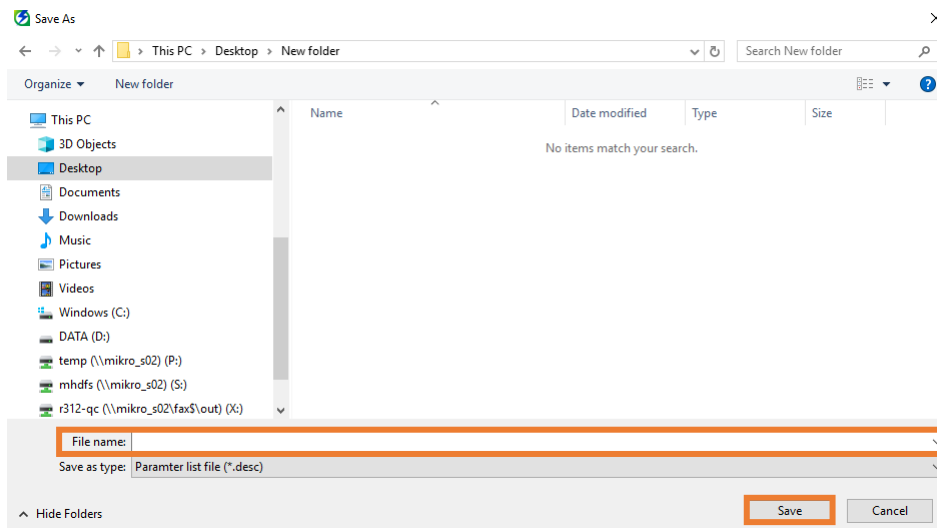 Save As
This PC > Desktop > New folder
Search New folder
Organize
New folder
?
Name
Date modified
Type
Size
No items match your search.
This PC
3D Objects
Desktop
Documents
Downloads
Music
Pictures
Videos
Windows (C:)
DATA (D:)
temp (\\mikro_s02) (P:)
mhdfs (\\mikro_s02) (S:)
r312-qc (\\mikro_s02\fax$\out) (X:)
File name:
Save as type: Paramter list file (*.desc)
Hide Folders
Save
Cancel